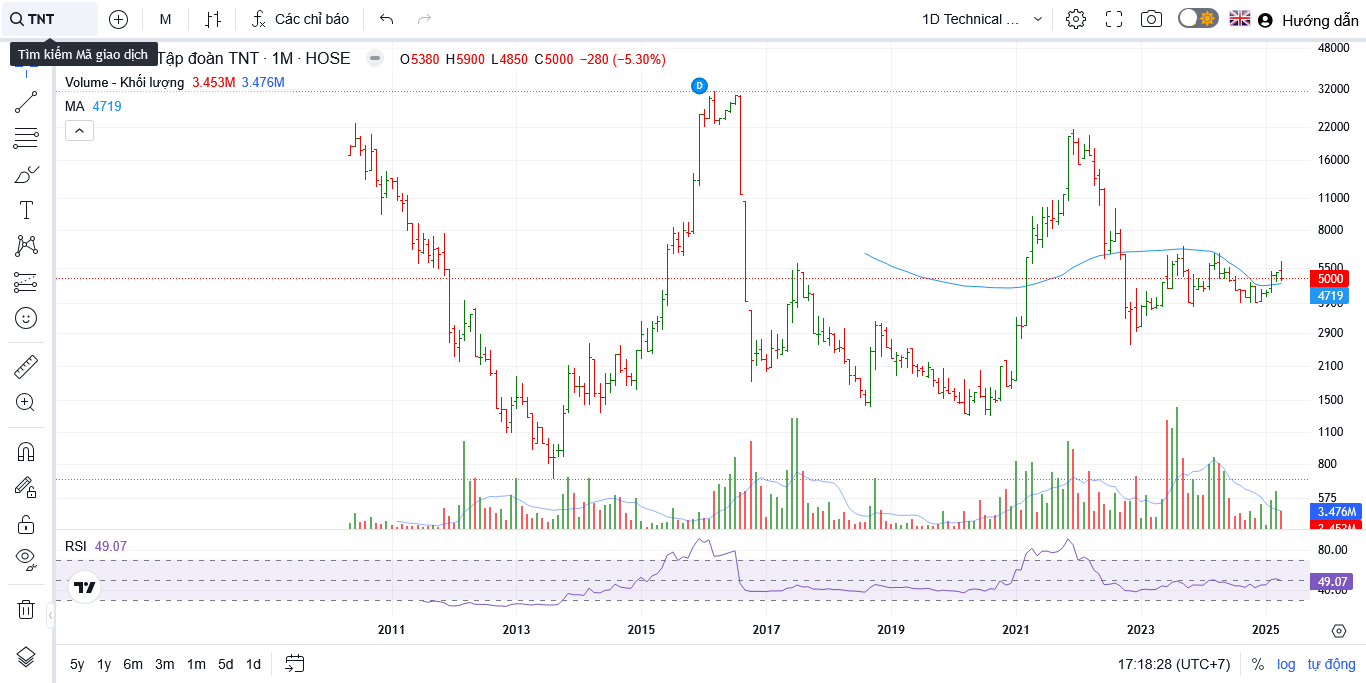 TNT
M
Các chỉ báo
1D Technical ...
Hướng dẫn
Tìm kiếm Mã giao dịch
Tập đoàn TNT · 1M · HOSE
O5380 H5900 L4850 C5000 −280 (−5.30%)
Volume - Khối lượng 3.453M 3.476M
MA 4719
D
48000
32000
22000
16000
11000
8000
5500
5000
4719
3900
2900
2100
1500
1100
800
575
3.476M
3.453M
RSI 49.07
80.00
49.07
40.00
2011
2013
2015
2017
2019
2021
2023
2025
5y 1y 6m 3m 1m 5d 1d
17:18:28 (UTC+7)
%
log
tự động